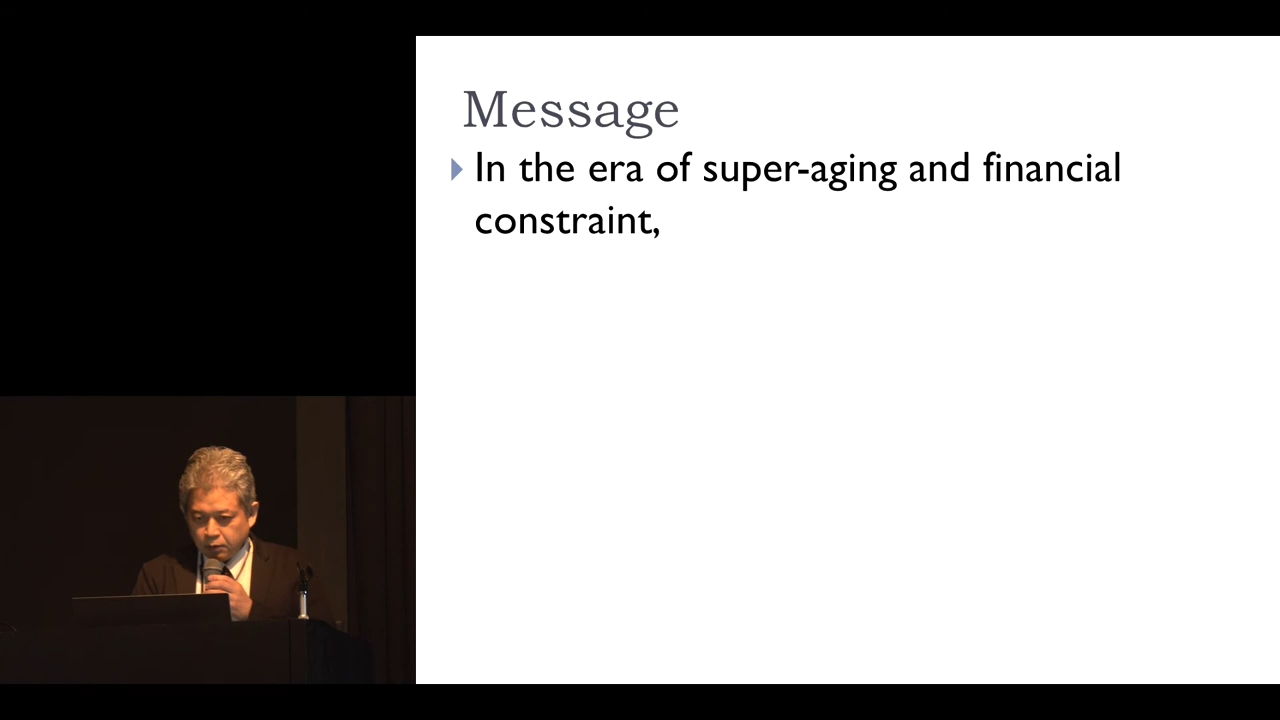 Message
In the era of super-aging and financial
constraint,